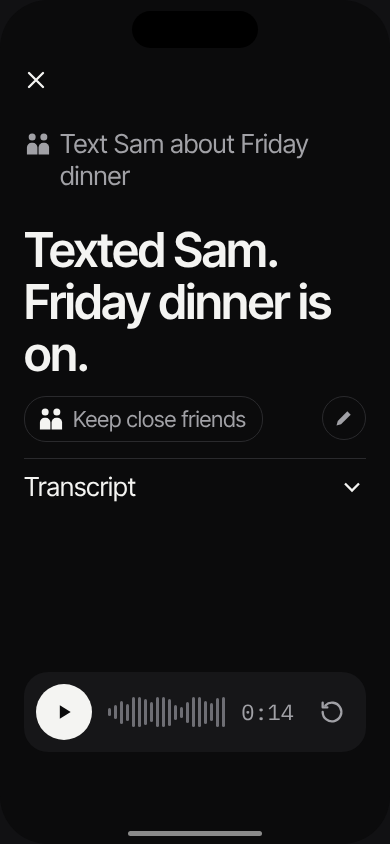 Text Sam about Friday
dinner
Texted Sam.
Friday dinner is
on.
Keep close friends
Transcript
0:14